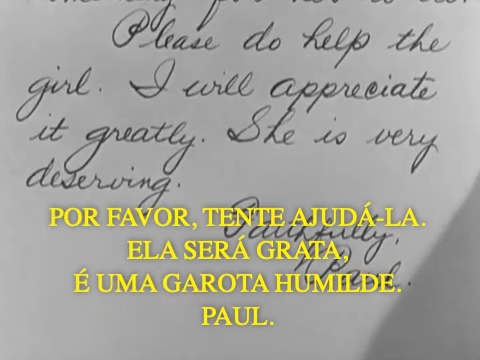 Please do help the
girl. I will appreciate
it greatly. She is very
deserving.
Faithfully,
Paul.
POR FAVOR, TENTE AJUDÁ-LA.
ELA SERÁ GRATA,
É UMA GAROTA HUMILDE.
PAUL.